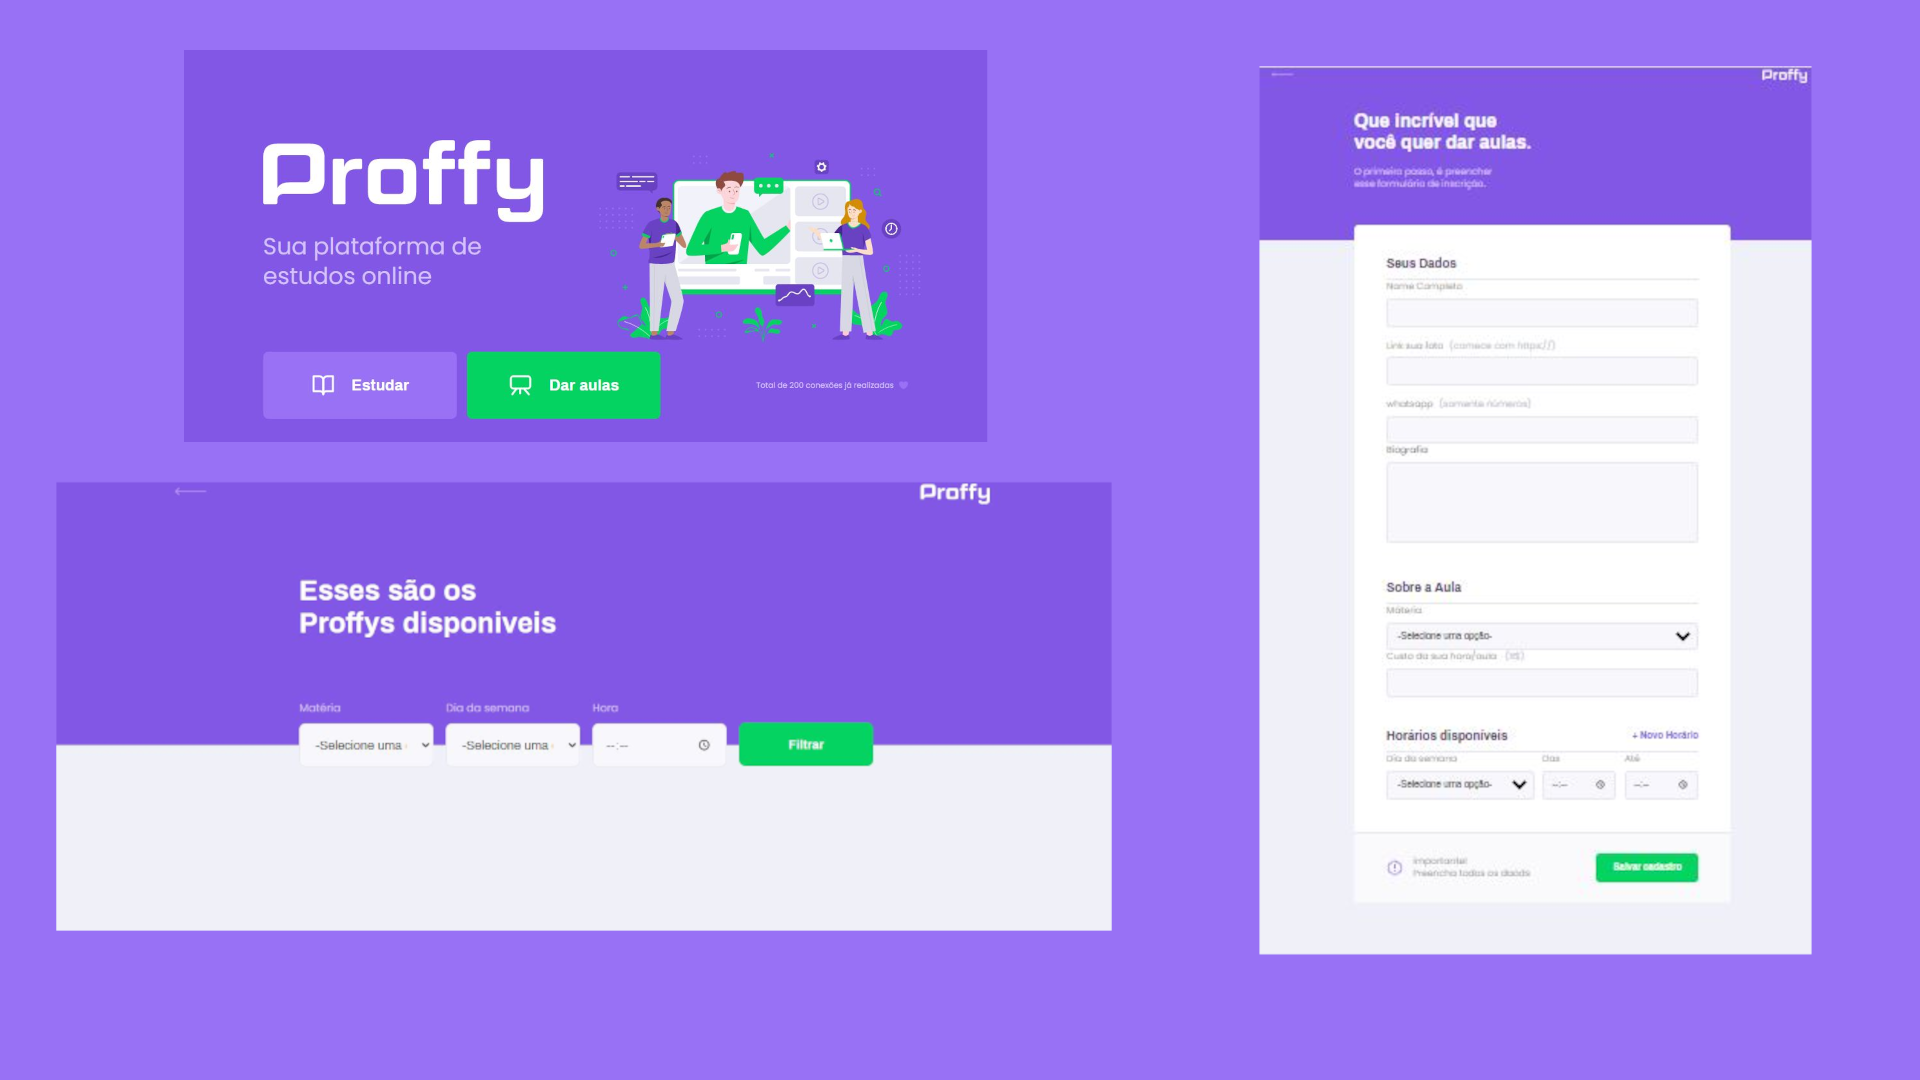 Proffy
Sua plataforma de
estudos online
Estudar
Dar aulas
Total de 200 conexões já realizadas
Proffy
Esses são os
Proffys disponiveis
Matéria
Dia da semana
Hora
-Selecione uma
-Selecione uma
--:--
Filtrar
Proffy
Que incrível que
você quer dar aulas.
O primeiro passo, é preencher
esse formulário de inscrição.
Seus Dados
Nome Completo
Link sua foto (comece com https://)
whatsapp (somente números)
Biografia
Sobre a Aula
Máteria
-Selecione uma opção-
Custo da sua hora/aula (R$)
Horários disponíveis
+ Novo Horário
Dia da semana
Das
Até
-Selecione uma opção-
--:--
--:--
Importante!
Preencha todos os
Salvar cadastro